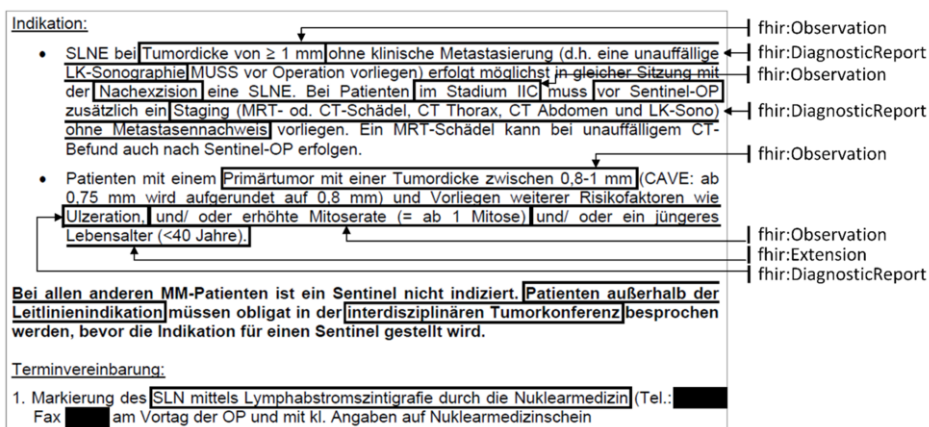 Indikation:
• SLNE bei Tumordicke von ≥ 1 mm ohne klinische Metastasierung (d.h. eine unauffällige
LK-Sonographie MUSS vor Operation vorliegen) erfolgt möglichst in gleicher Sitzung mit
der Nachexzision eine SLNE. Bei Patienten im Stadium IIC muss vor Sentinel-OP
zusätzlich ein Staging (MRT- od. CT-Schädel, CT Thorax, CT Abdomen und LK-Sono)
ohne Metastasennachweis vorliegen. Ein MRT-Schädel kann bei unauffälligem CT-
Befund auch nach Sentinel-OP erfolgen.
• Patienten mit einem Primärtumor mit einer Tumordicke zwischen 0,8-1 mm (CAVE: ab
0,75 mm wird aufgerundet auf 0,8 mm) und Vorliegen weiterer Risikofaktoren wie
Ulzeration, und/ oder erhöhte Mitoserate (= ab 1 Mitose) und/ oder ein jüngeres
Lebensalter (<40 Jahre).
Bei allen anderen MM-Patienten ist ein Sentinel nicht indiziert. Patienten außerhalb der
Leitlinienindikation müssen obligat in der interdisziplinären Tumorkonferenz besprochen
werden, bevor die Indikation für einen Sentinel gestellt wird.
Terminvereinbarung:
1. Markierung des SLN mittels Lymphabstromszintigrafie durch die Nuklearmedizin (Tel.:
Fax am Vortag der OP und mit kl. Angaben auf Nuklearmedizinschein
fhir:Observation
fhir:DiagnosticReport
fhir:Observation
fhir:DiagnosticReport
fhir:Observation
fhir:Observation
fhir:Extension
fhir:DiagnosticReport